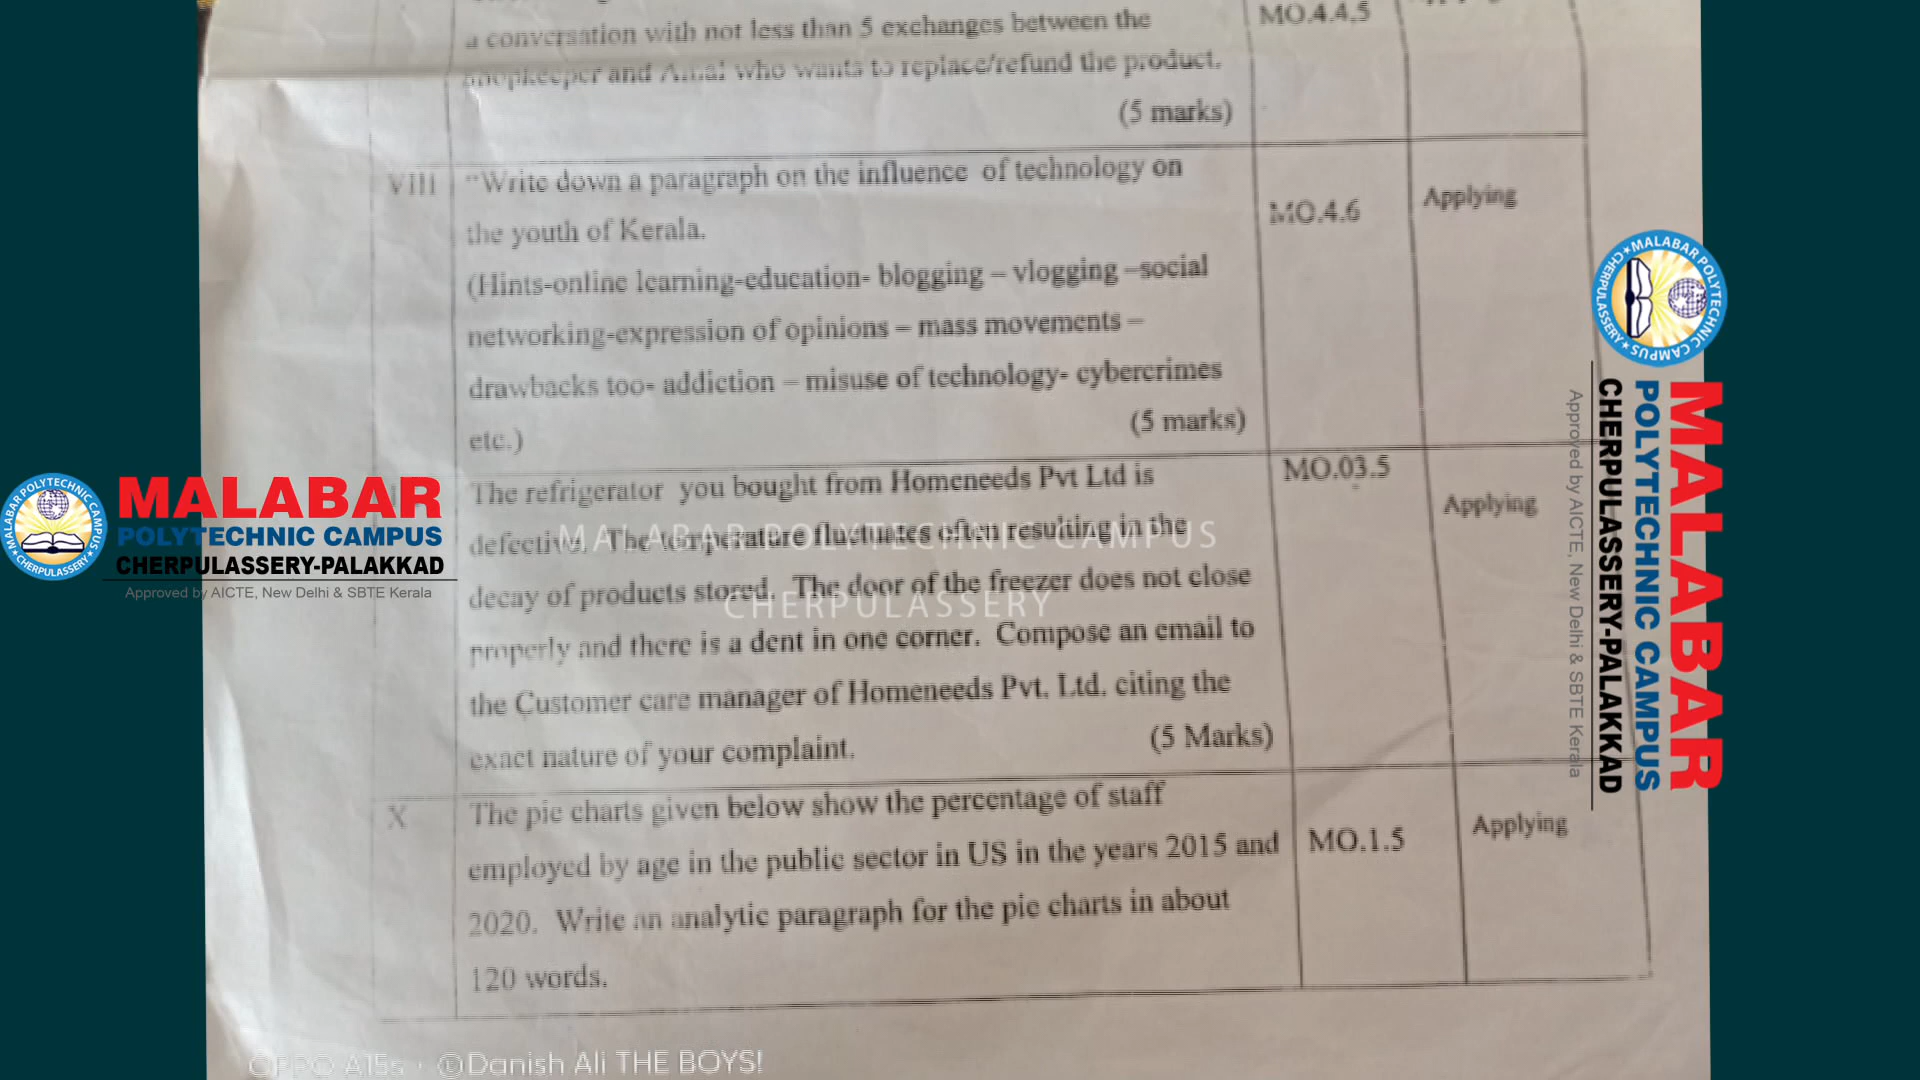 a conversation with not less than 5 exchanges between the
MO.4.4.5
and who wants to replace/refund the product.
(5 marks)
VIII
"Write down a paragraph on the influence of technology on
the youth of Kerala.
MO.4.6
Applying
(Hints-online learning-education- blogging – vlogging –social
networking-expression of opinions – mass movements –
drawbacks too- addiction – misuse of technology- cybercrimes
etc.)
(5 marks)
The refrigerator you bought from Homeneeds Pvt Ltd is
MO.03.5
Applying
defective. The temperature fluctuates often resulting in the
decay of products stored. The door of the freezer does not close
properly and there is a dent in one corner. Compose an email to
the Customer care manager of Homeneeds Pvt. Ltd. citing the
exact nature of your complaint.
(5 Marks)
X
The pie charts given below show the percentage of staff
employed by age in the public sector in US in the years 2015 and
2020. Write an analytic paragraph for the pie charts in about
120 words.
MO.1.5
Applying
MALABAR POLYTECHNIC CAMPUS
CHERPULASSERY
MALABAR POLYTECHNIC CAMPUS
CHERPULASSERY
MALABAR
POLYTECHNIC CAMPUS
CHERPULASSERY-PALAKKAD
Approved by AICTE, New Delhi & SBTE Kerala
MALABAR POLYTECHNIC CAMPUS
CHERPULASSERY
MALABAR
POLYTECHNIC CAMPUS
CHERPULASSERY-PALAKKAD
Approved by AICTE, New Delhi & SBTE Kerala
OPPO A15s · ©Danish Ali THE BOYS!